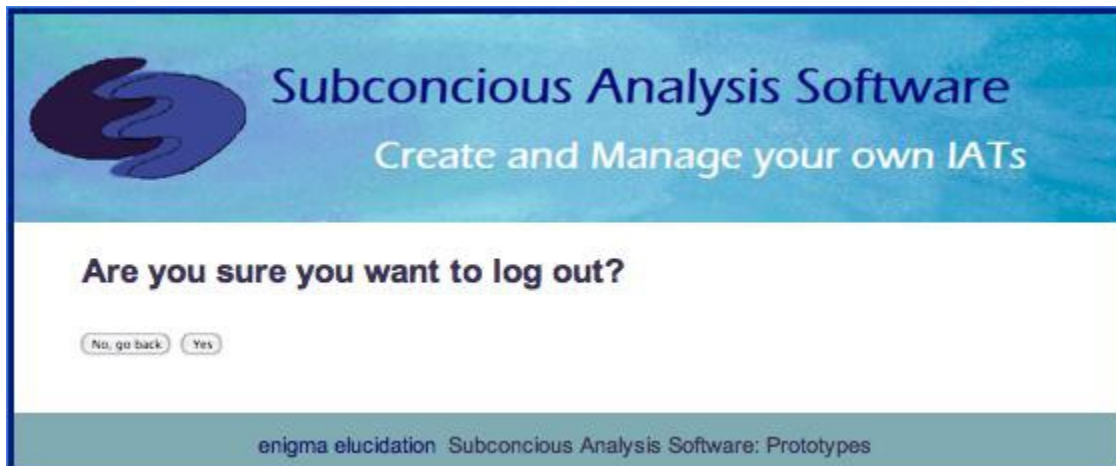 Subconcious Analysis Software
Create and Manage your own IATs
Are you sure you want to log out?
No, go back Yes
enigma elucidation Subconcious Analysis Software: Prototypes